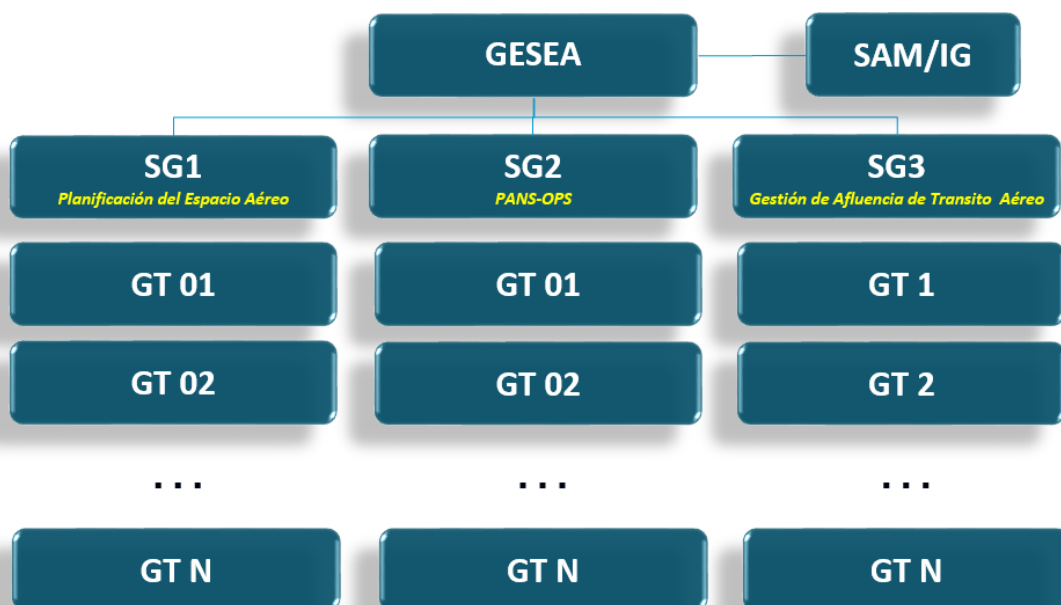 GESEA
SAM/IG
SG1
Planificación del Espacio Aéreo
SG2
PANS-OPS
SG3
Gestión de Afluencia de Transito Aéreo
GT 01
GT 01
GT 1
GT 02
GT 02
GT 2
...
...
...
GT N
GT N
GT N